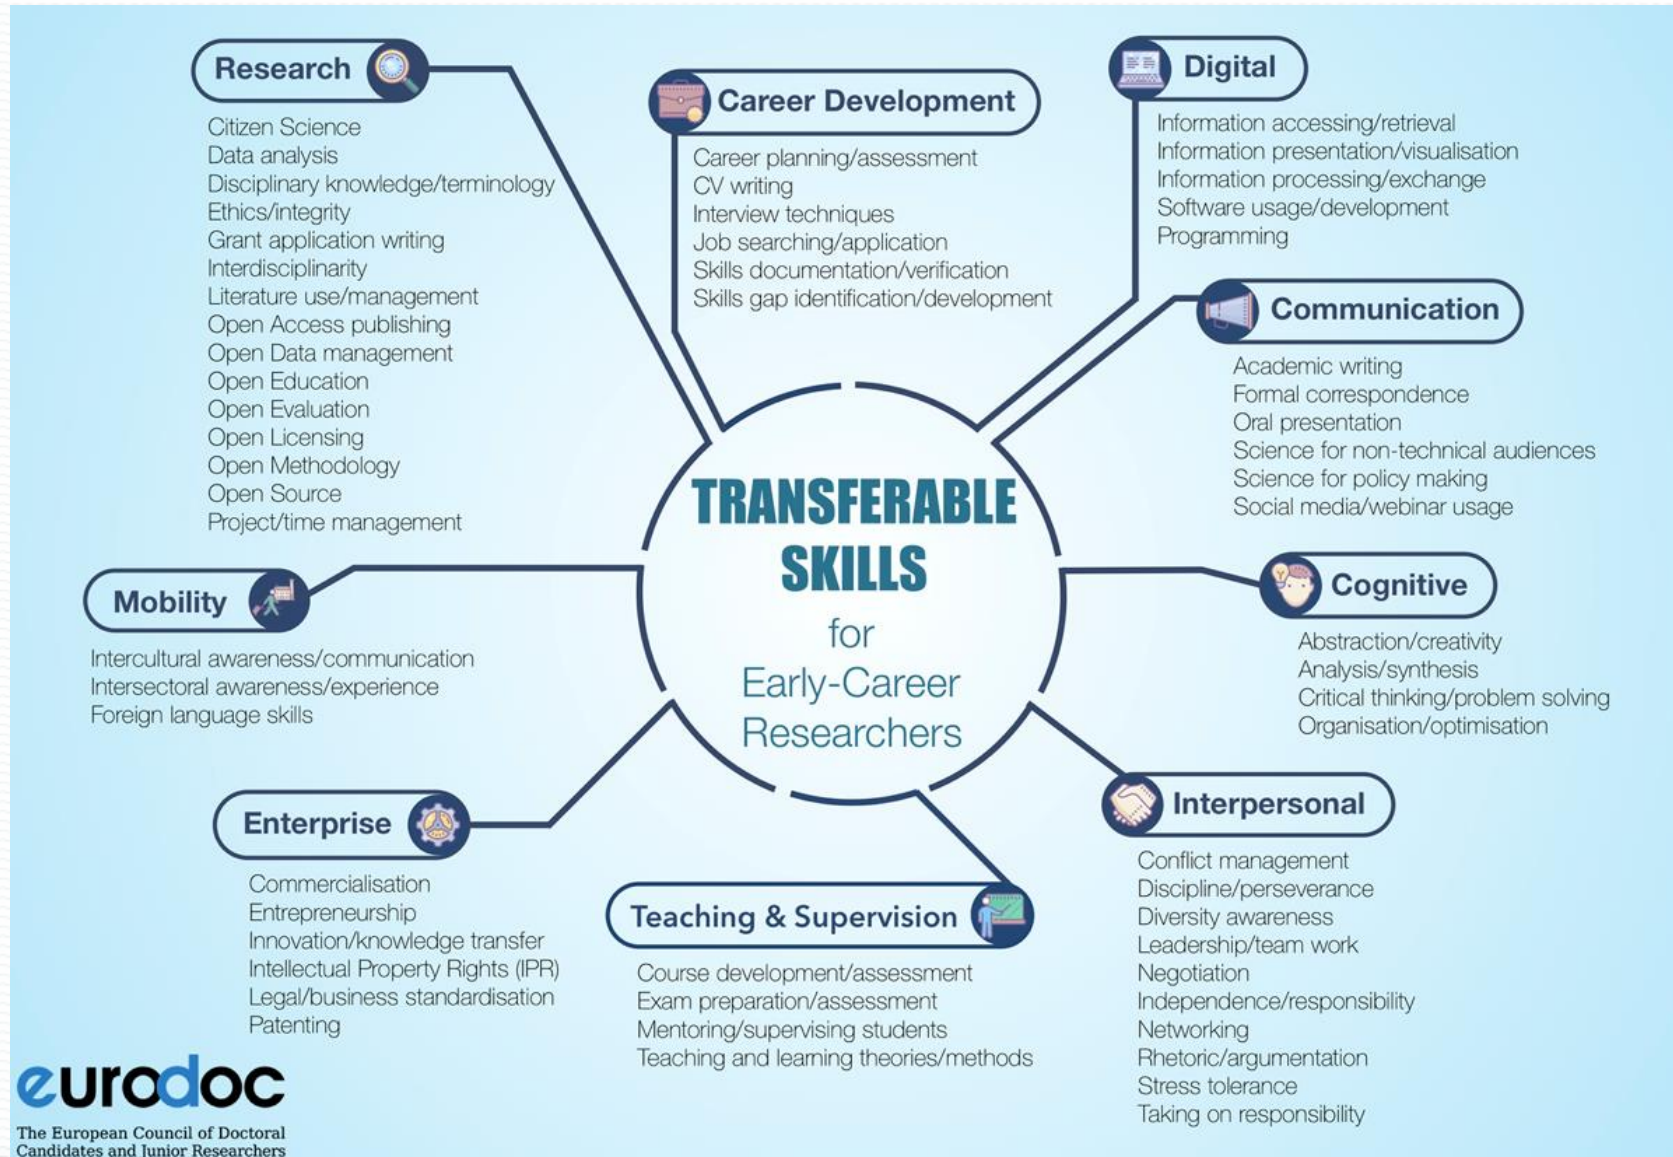 Research
Citizen Science
Data analysis
Disciplinary knowledge/terminology
Ethics/integrity
Grant application writing
Interdisciplinarity
Literature use/management
Open Access publishing
Open Data management
Open Education
Open Evaluation
Open Licensing
Open Methodology
Open Source
Project/time management
Career Development
Career planning/assessment
CV writing
Interview techniques
Job searching/application
Skills documentation/verification
Skills gap identification/development
Digital
Information accessing/retrieval
Information presentation/visualisation
Information processing/exchange
Software usage/development
Programming
Communication
Academic writing
Formal correspondence
Oral presentation
Science for non-technical audiences
Science for policy making
Social media/webinar usage
TRANSFERABLE
SKILLS
for
Early-Career
Researchers
Mobility
Intercultural awareness/communication
Intersectoral awareness/experience
Foreign language skills
Cognitive
Abstraction/creativity
Analysis/synthesis
Critical thinking/problem solving
Organisation/optimisation
Enterprise
Commercialisation
Entrepreneurship
Innovation/knowledge transfer
Intellectual Property Rights (IPR)
Legal/business standardisation
Patenting
Teaching & Supervision
Course development/assessment
Exam preparation/assessment
Mentoring/supervising students
Teaching and learning theories/methods
Interpersonal
Conflict management
Discipline/perseverance
Diversity awareness
Leadership/team work
Negotiation
Independence/responsibility
Networking
Rhetoric/argumentation
Stress tolerance
Taking on responsibility
eurodoc
The European Council of Doctoral
Candidates and Junior Researchers